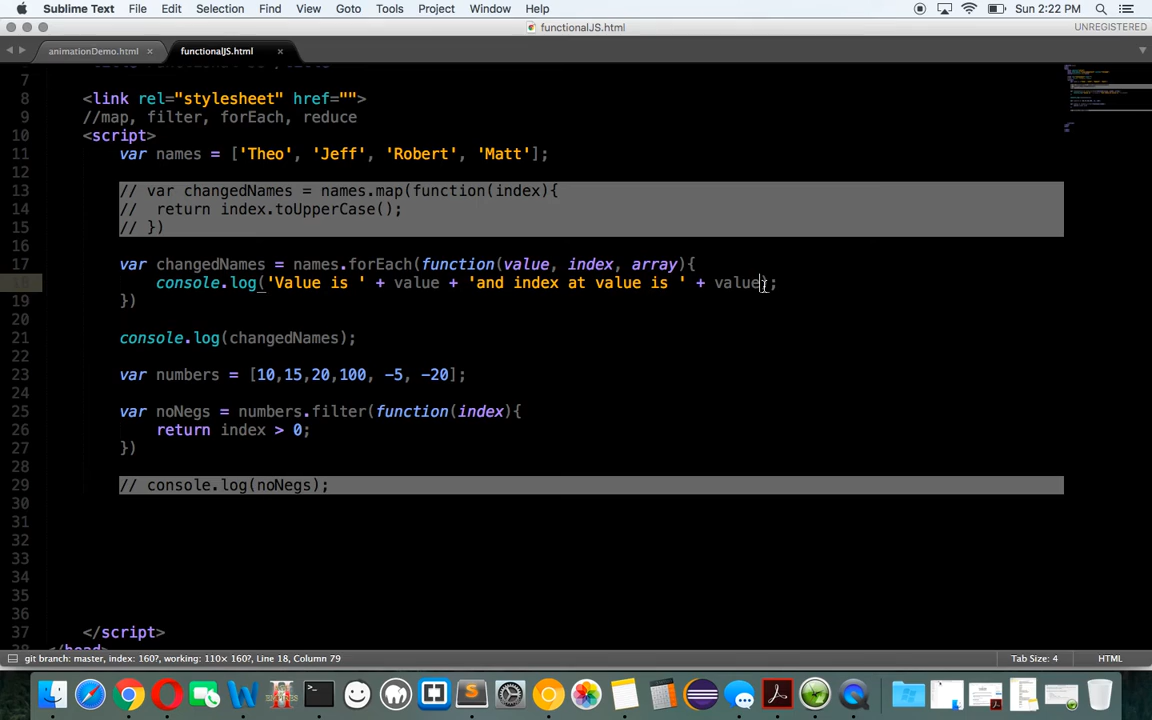 Sublime Text File Edit Selection Find View Goto Tools Project Window Help Sun 2:22 PM
functionalJS.html UNREGISTERED
animationDemo.html × functionalJS.html ×
7
8 <link rel="stylesheet" href="">
9 //map, filter, forEach, reduce
10 <script>
11 var names = ['Theo', 'Jeff', 'Robert', 'Matt'];
12
13 // var changedNames = names.map(function(index){
14 // return index.toUpperCase();
15 // })
16
17 var changedNames = names.forEach(function(value, index, array){
18 console.log('Value is ' + value + 'and index at value is ' + value);
19 })
20
21 console.log(changedNames);
22
23 var numbers = [10,15,20,100, -5, -20];
24
25 var noNegs = numbers.filter(function(index){
26 return index > 0;
27 })
28
29 // console.log(noNegs);
30
31
32
33
34
35
36
37 </script>
38 </head>
git branch: master, index: 160?, working: 110× 160?, Line 18, Column 79 Tab Size: 4 HTML